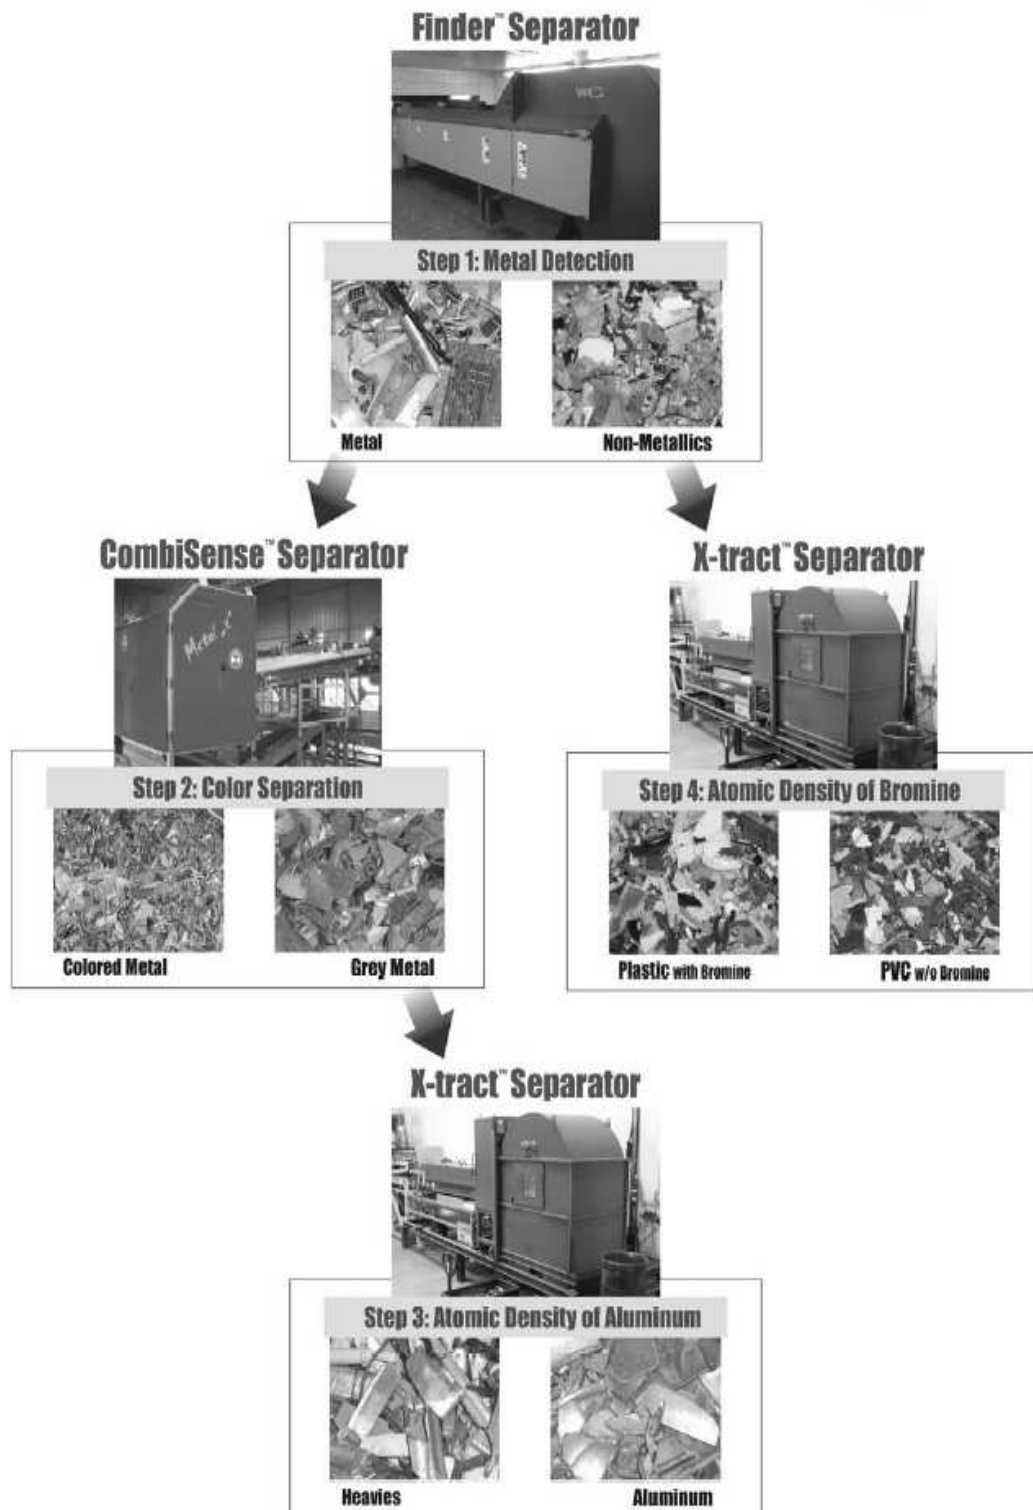 Finder™ Separator
Step 1: Metal Detection
Metal
Non-Metallics
CombiSense™ Separator
X-tract™ Separator
Step 2: Color Separation
Colored Metal
Grey Metal
Step 4: Atomic Density of Bromine
Plastic with Bromine
PVC w/o Bromine
X-tract™ Separator
Step 3: Atomic Density of Aluminum
Heavies
Aluminum